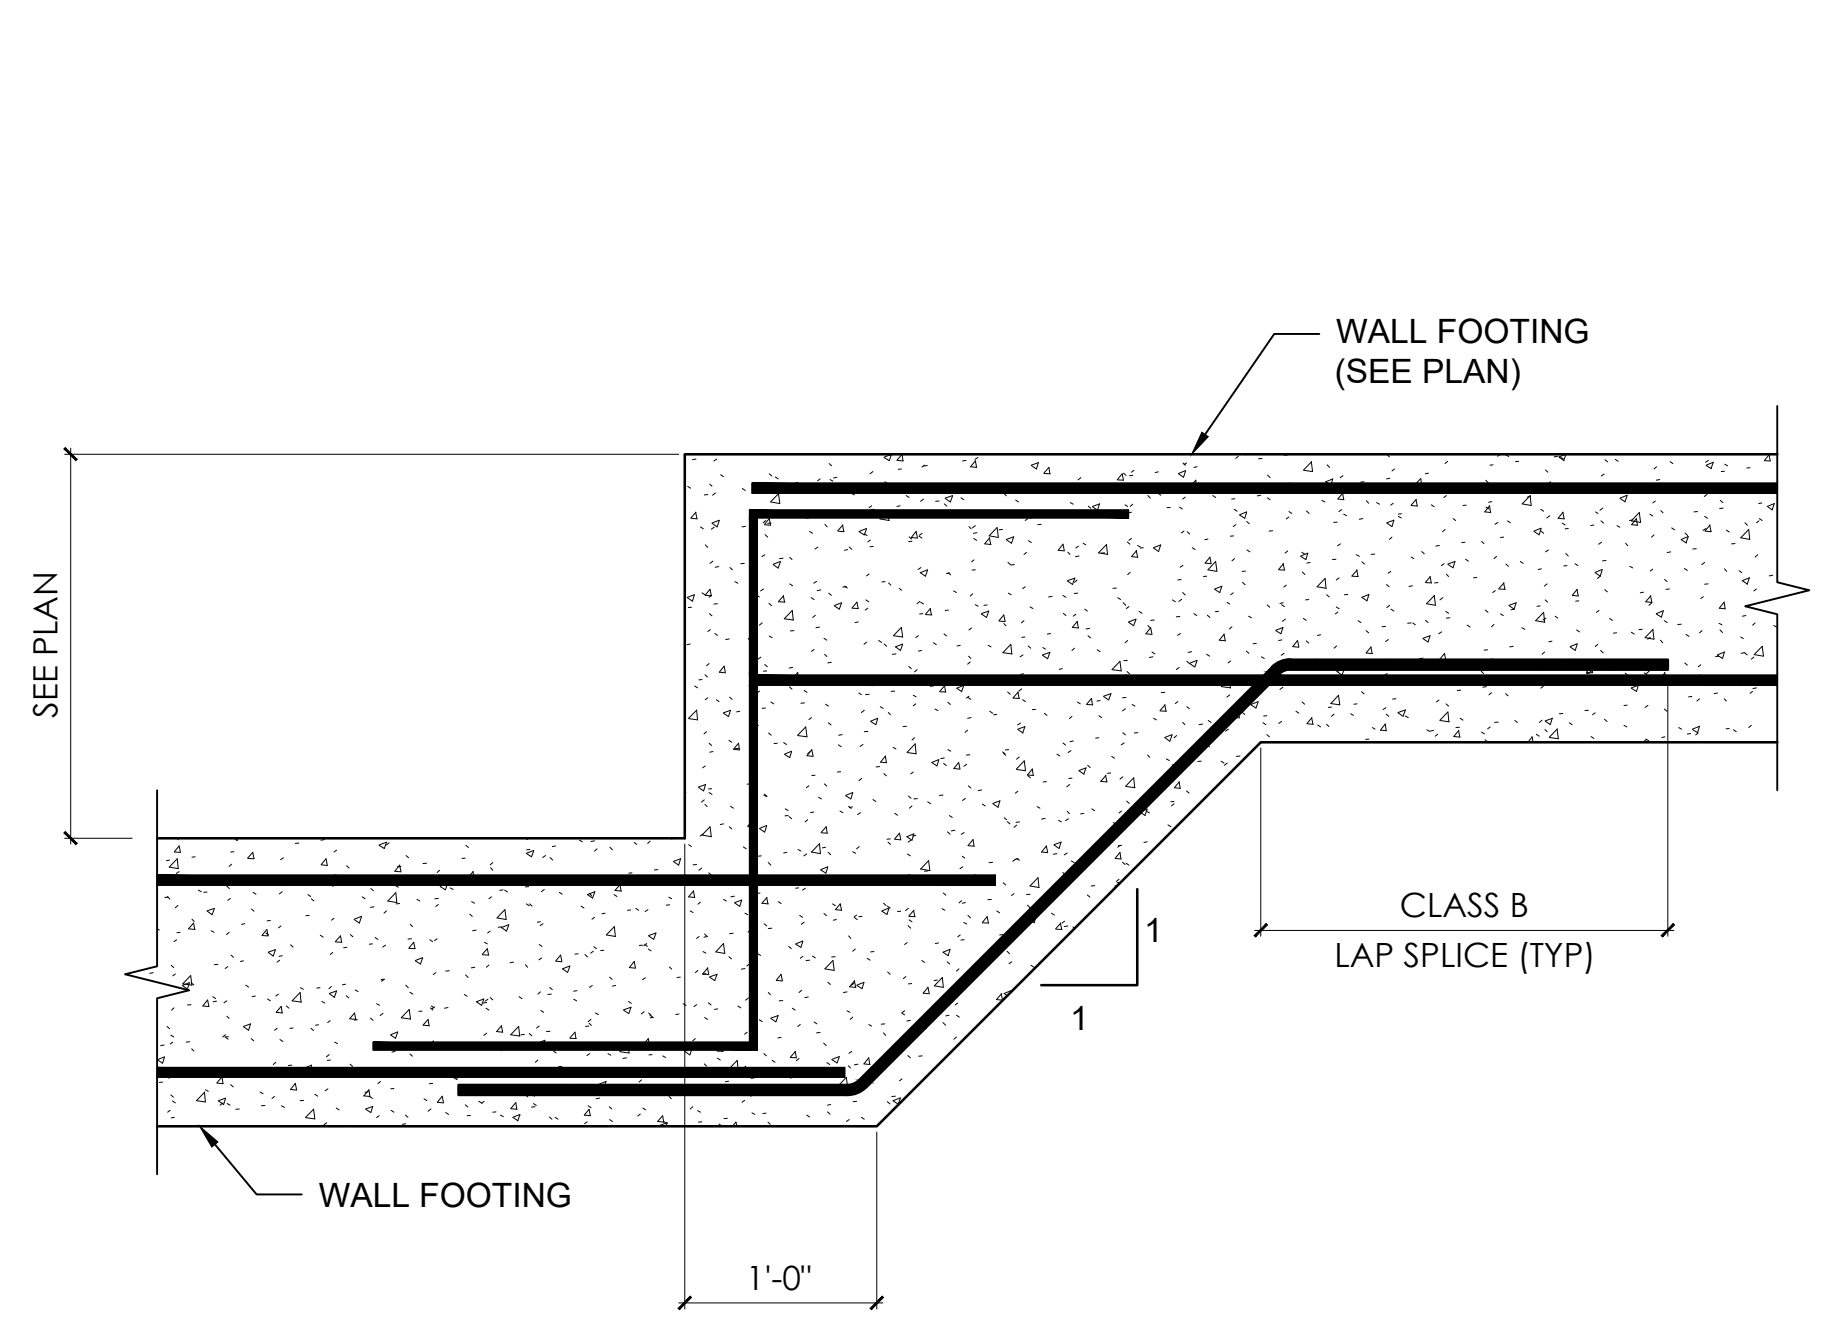 WALL FOOTING
(SEE PLAN)
SEE PLAN
CLASS B
LAP SPLICE (TYP)
1
1
WALL FOOTING
1'-0"